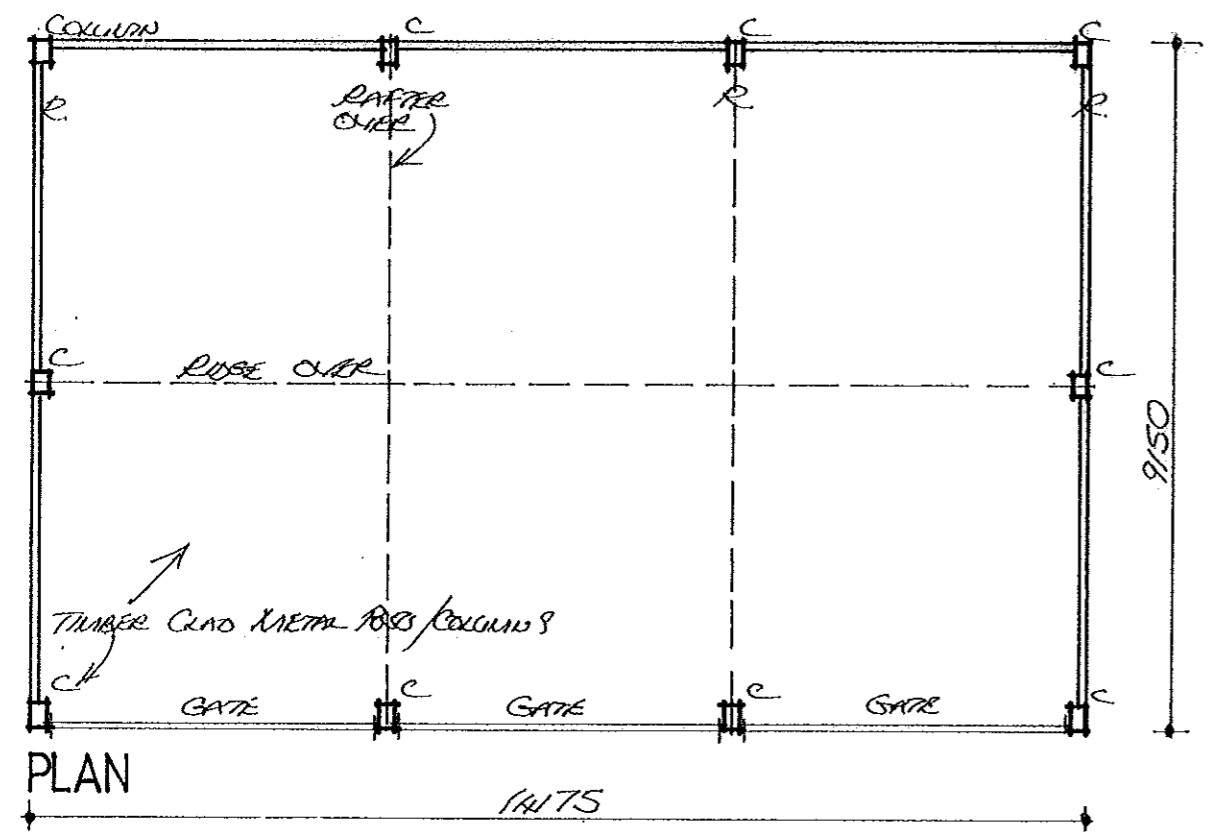 COLUMN
C
C
C
R.
RAFTER
OVER
R
R.
C
RIDGE OVER
C
9150
TIMBER CLAD METAL POSTS/COLUMNS
C
GATE
C
GATE
C
GATE
C
PLAN
14175